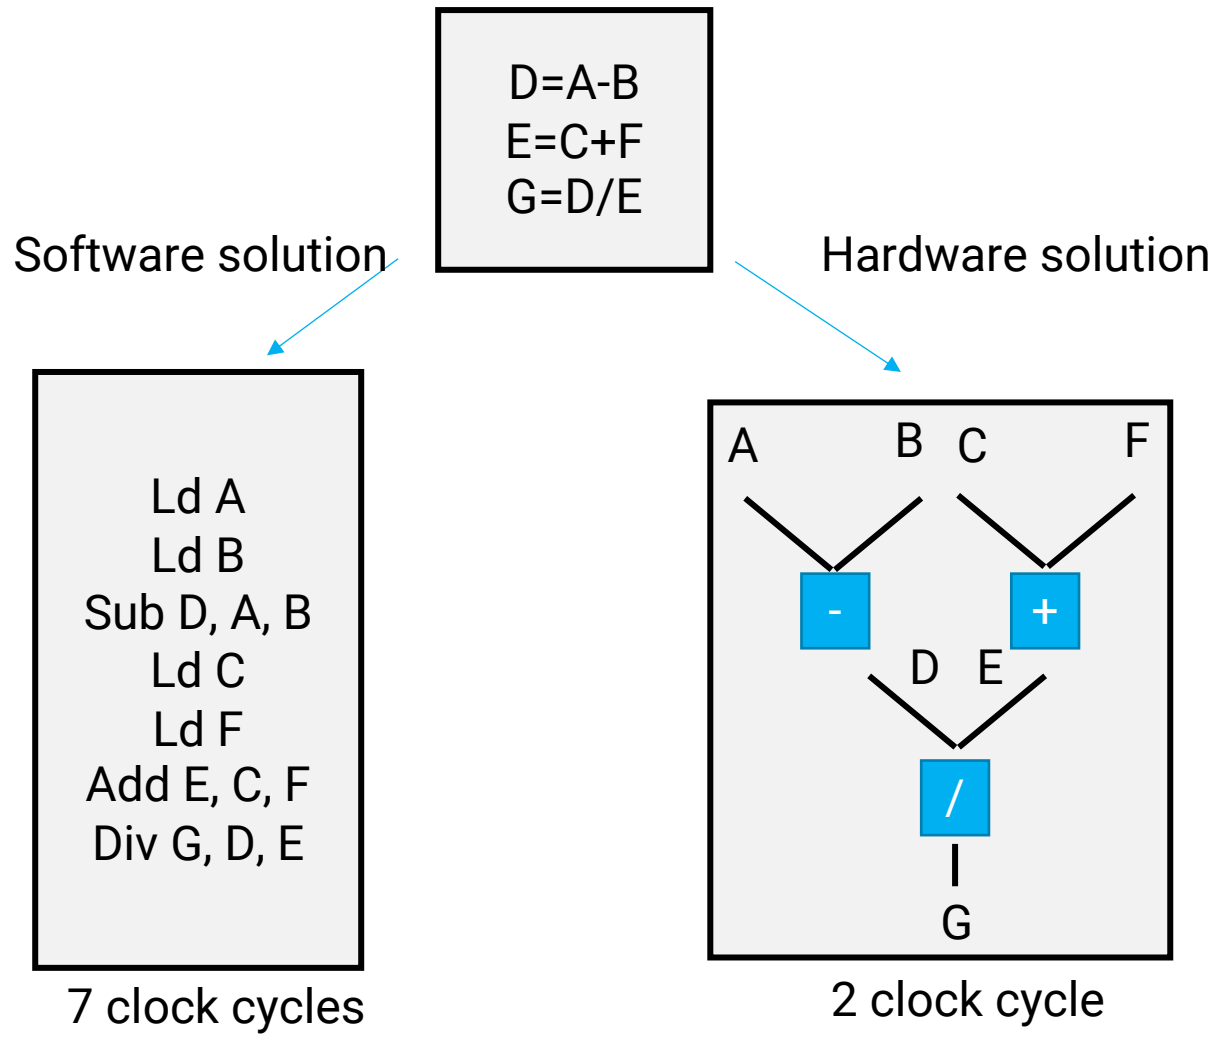 D=A-B
E=C+F
G=D/E
Software solution
Hardware solution
Ld A
Ld B
Sub D, A, B
Ld C
Ld F
Add E, C, F
Div G, D, E
7 clock cycles
A B C F
- +
D E
/
G
2 clock cycle